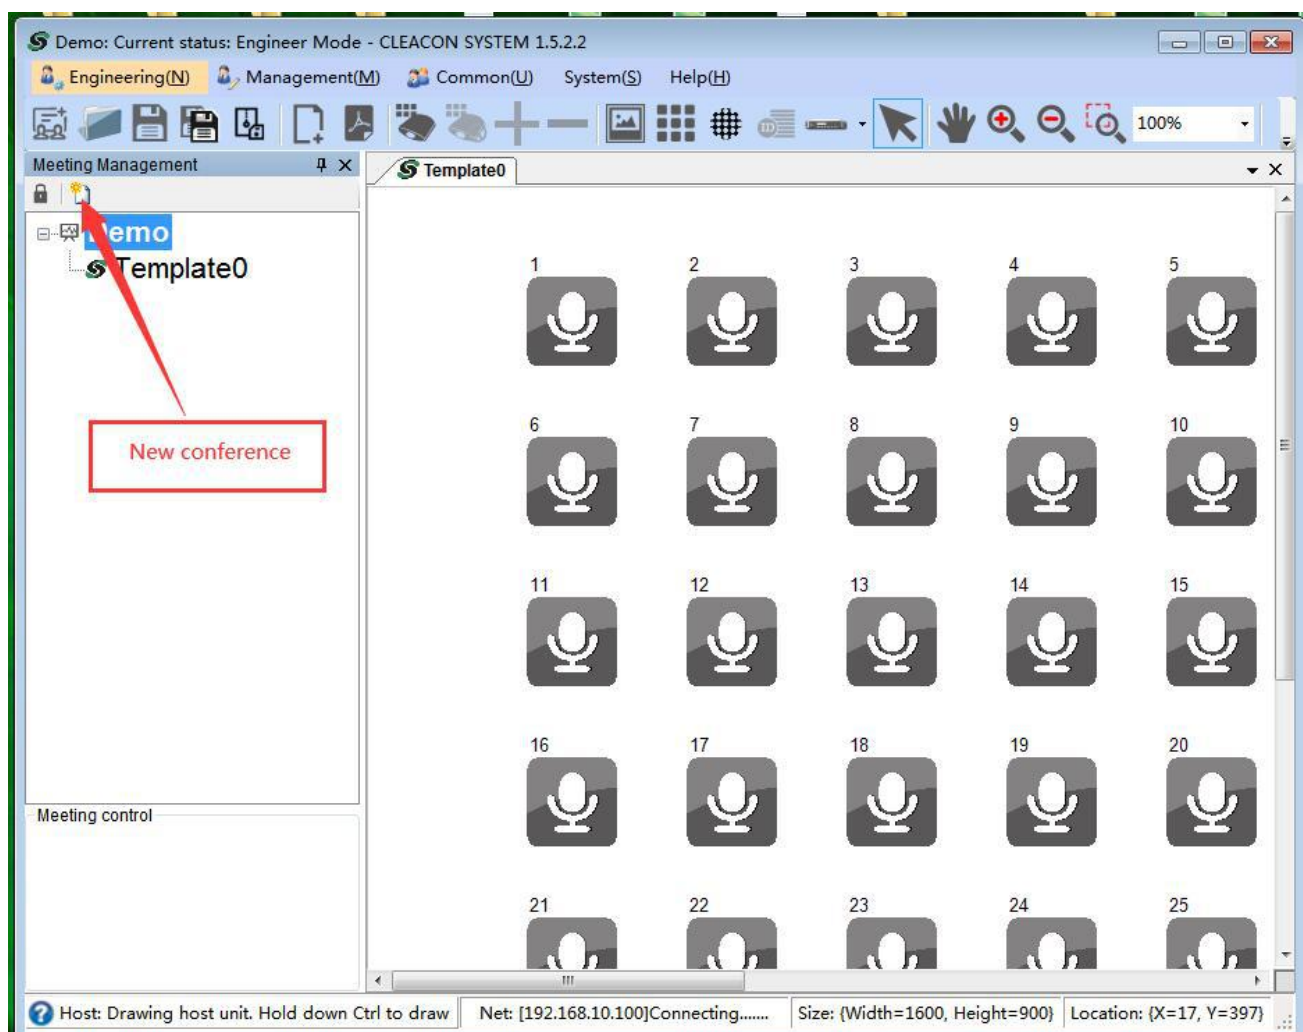 Demo: Current status: Engineer Mode - CLEACON SYSTEM 1.5.2.2
Engineering(N) Management(M) Common(U) System(S) Help(H)
100%
Meeting Management
Template0
Demo
Template0
New conference
1 2 3 4 5
6 7 8 9 10
11 12 13 14 15
16 17 18 19 20
Meeting control
21 22 23 24 25
Host: Drawing host unit. Hold down Ctrl to draw Net: [192.168.10.100]Connecting....... Size: {Width=1600, Height=900} Location: {X=17, Y=397}